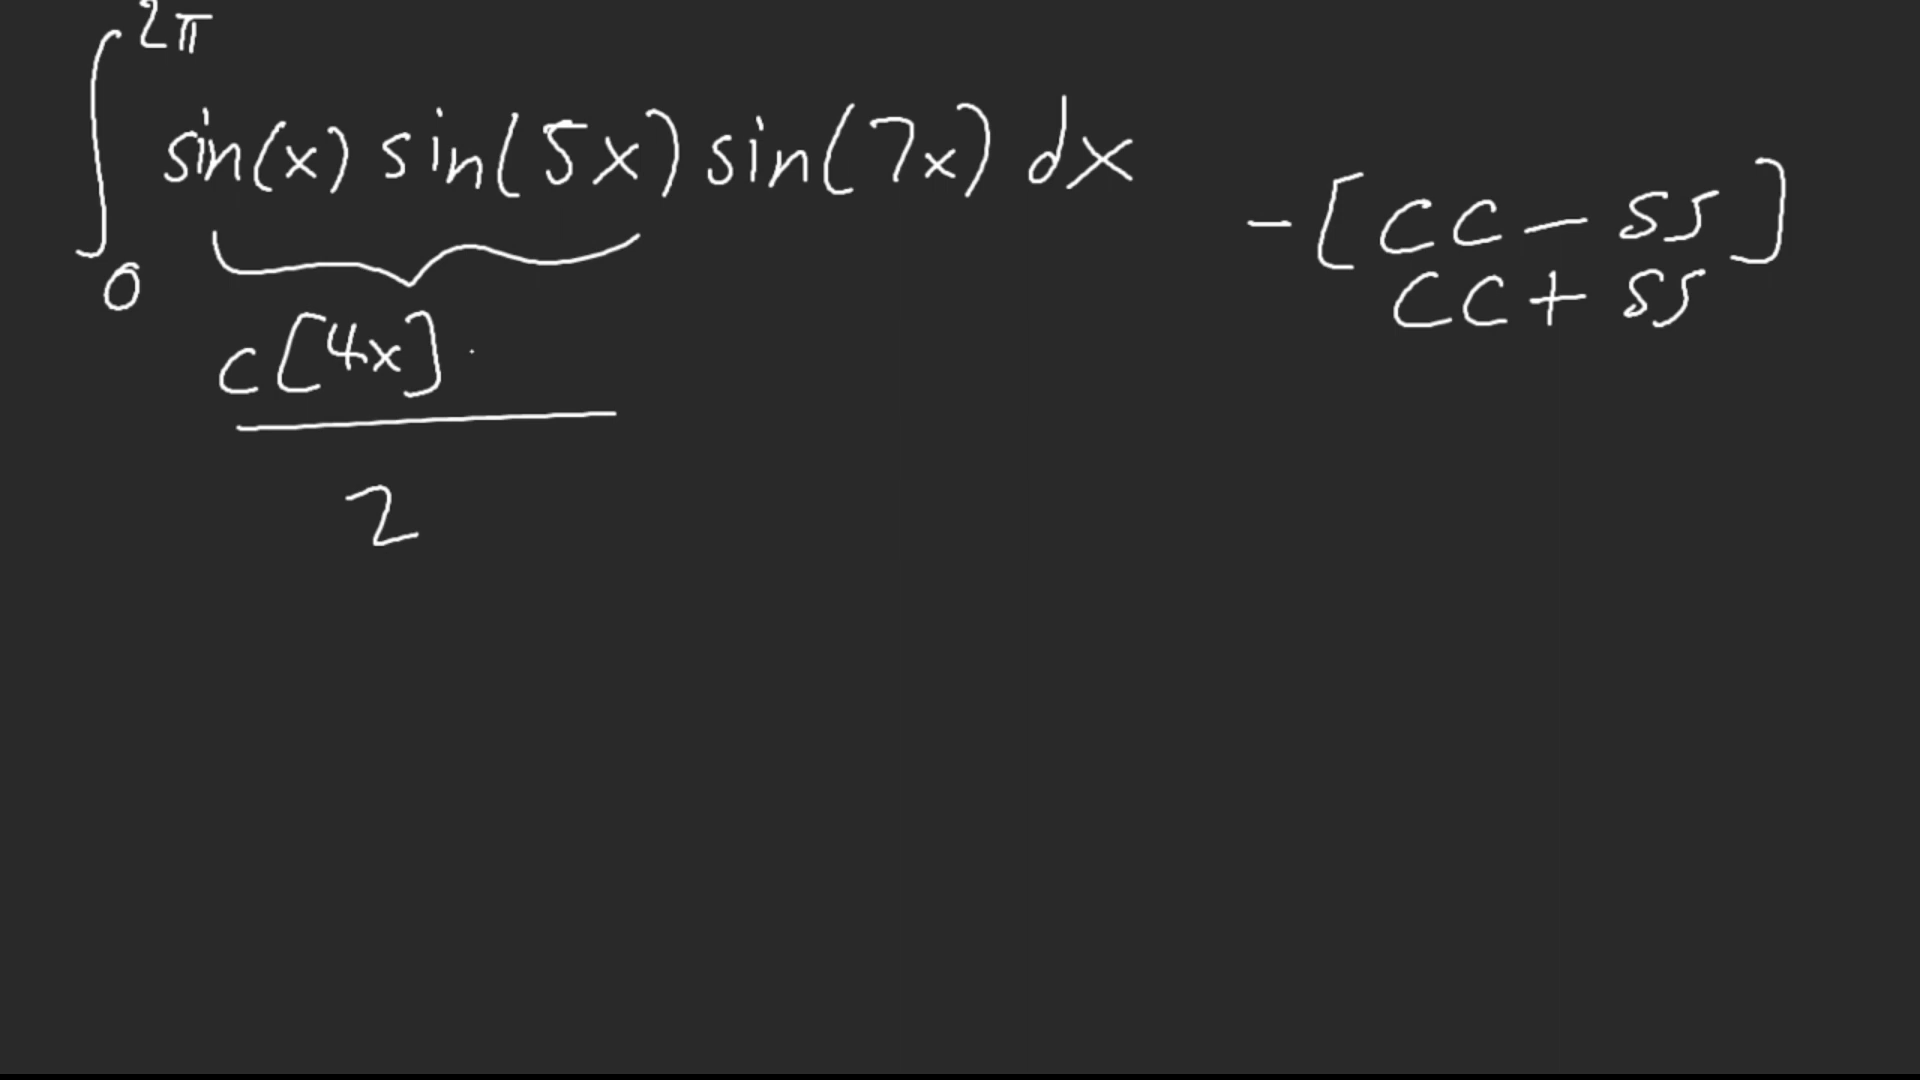 ∫₀^2π sin(x) sin(5x) sin(7x) dx
-[CC - SS]
CC + SS
C[4x]
2